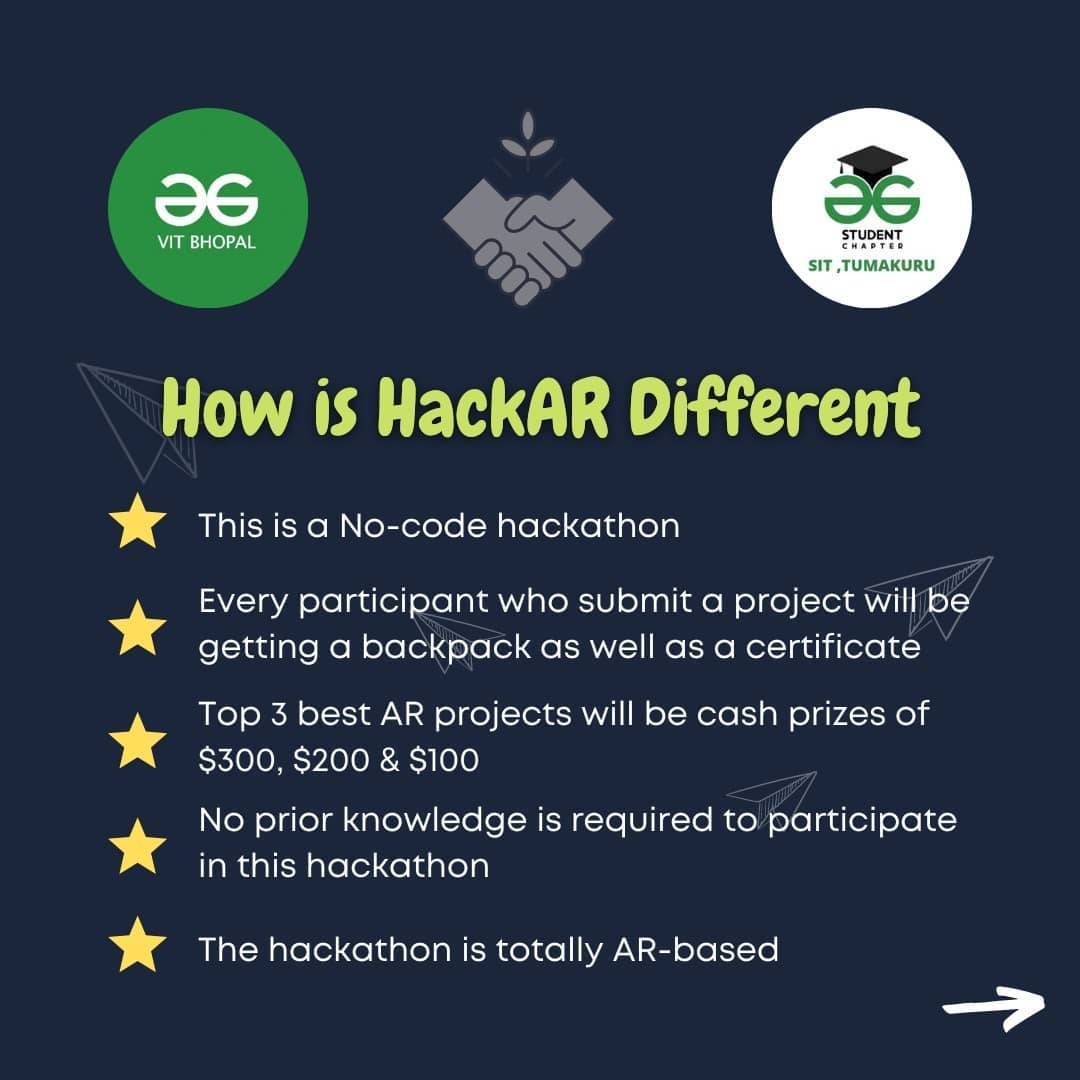 VIT BHOPAL
STUDENT
CHAPTER
SIT ,TUMAKURU
How is HackAR Different
This is a No-code hackathon
Every participant who submit a project will be
getting a backpack as well as a certificate
Top 3 best AR projects will be cash prizes of
$300, $200 & $100
No prior knowledge is required to participate
in this hackathon
The hackathon is totally AR-based